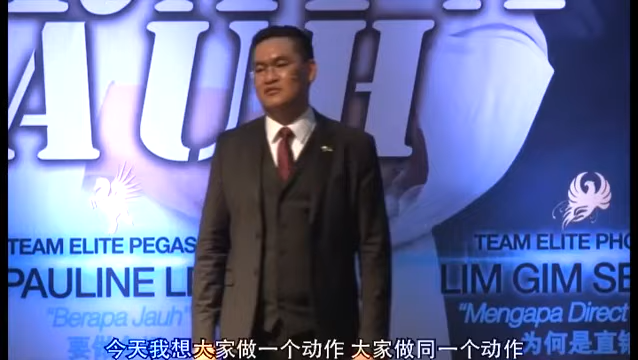 AUH
TEAM ELITE PEGAS
TEAM ELITE PHO
PAULINE L
LIM GIM SE
"Berapa Jauh"
"Mengapa Direct
为何是直
今天我想大家做一个动作 大家做同一个动作